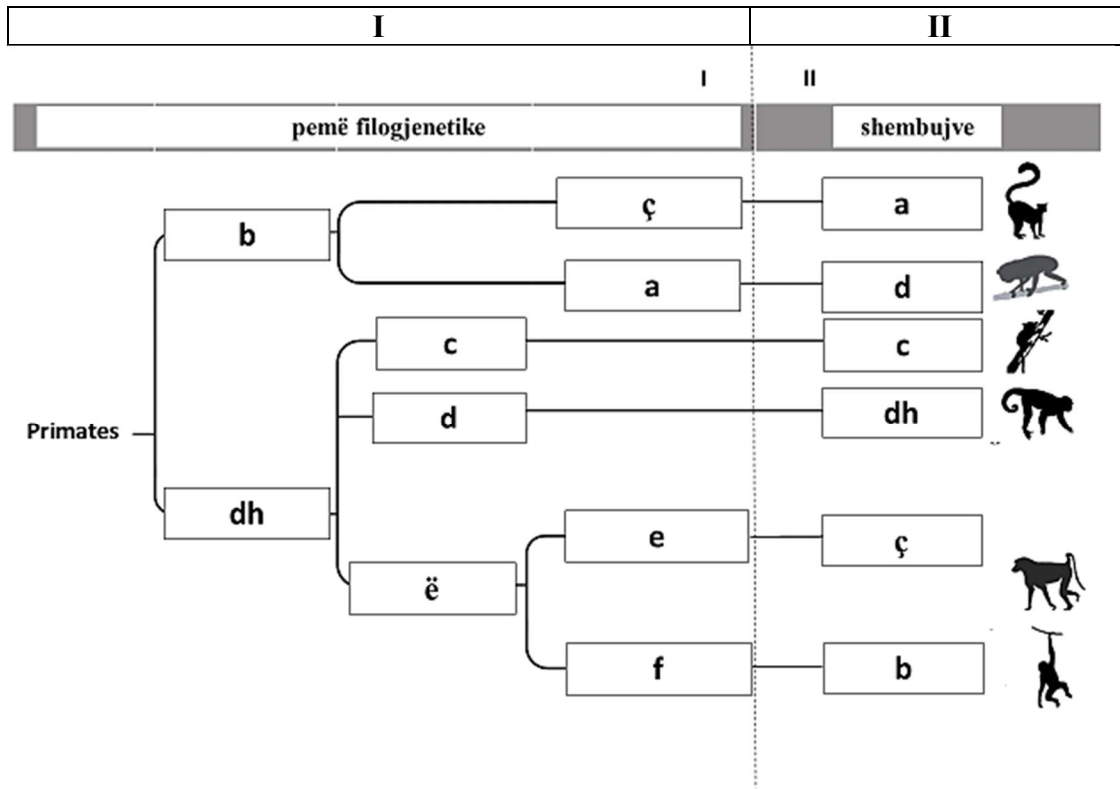 I II
I II
pemë filogjenetike shembujve
ç a
b
a d
c c
d dh
Primates
dh
e ç
ë
f b